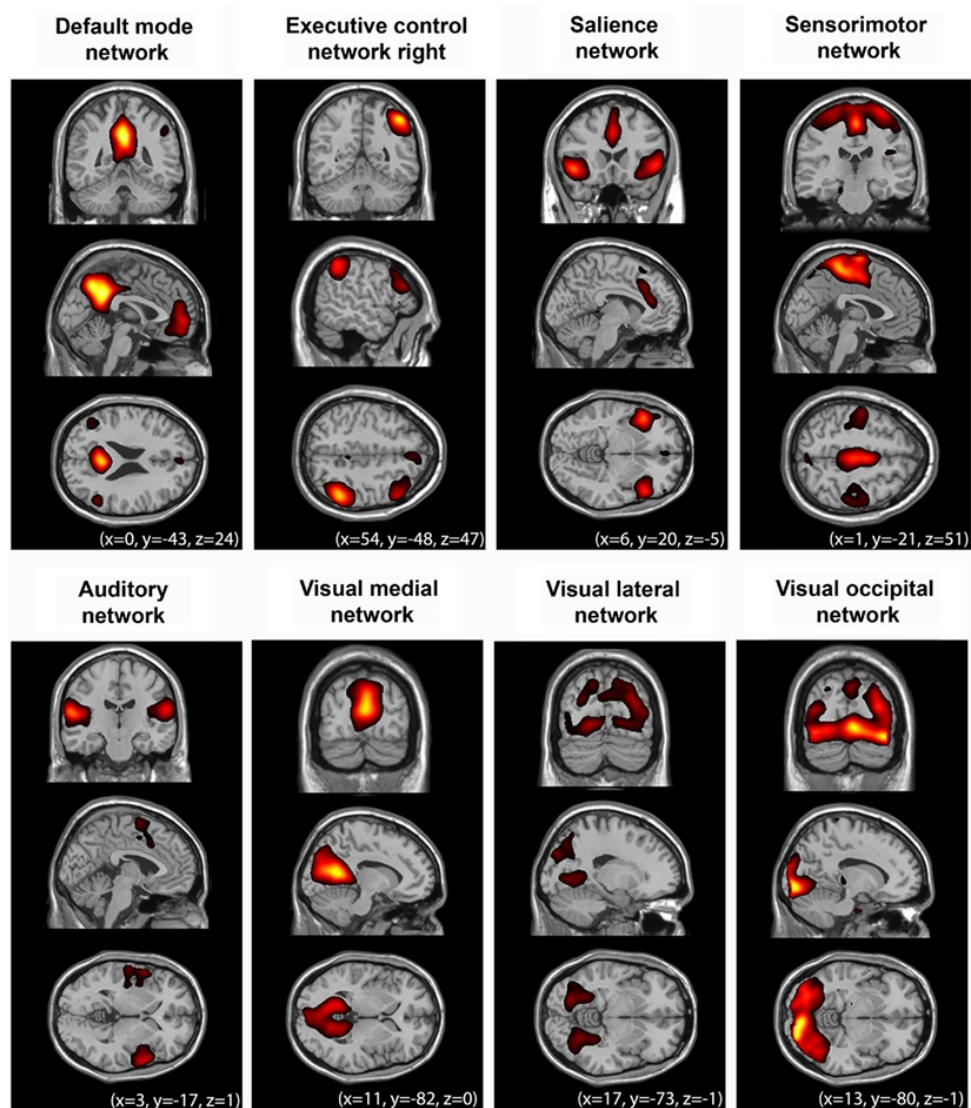 Default mode
network
Executive control
network right
Salience
network
Sensorimotor
network
(x=0, y=-43, z=24)
(x=54, y=-48, z=47)
(x=6, y=20, z=-5)
(x=1, y=-21, z=51)
Auditory
network
Visual medial
network
Visual lateral
network
Visual occipital
network
(x=3, y=-17, z=1)
(x=11, y=-82, z=0)
(x=17, y=-73, z=-1)
(x=13, y=-80, z=-1)